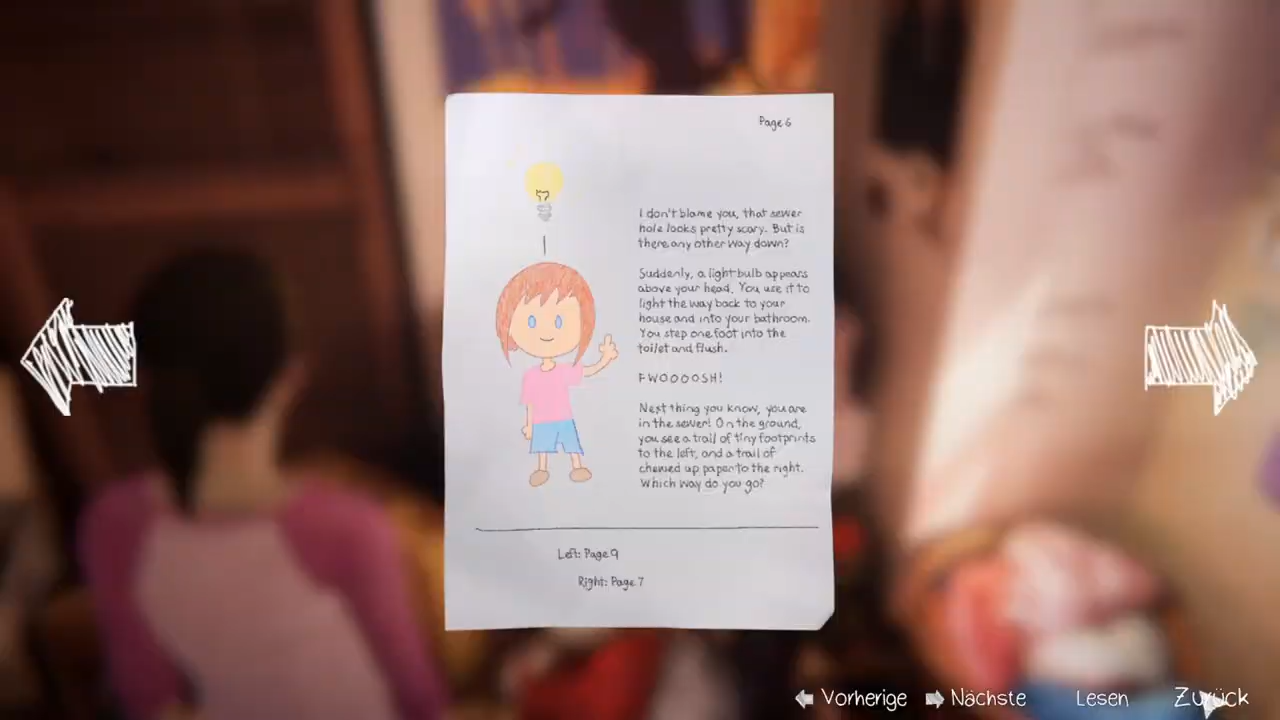 Page 6
I don't blame you, that sewer
hole looks pretty scary. But is
there any other way down?
Suddenly, a lightbulb appears
above your head. You use it to
light the way back to your
house and into your bathroom.
You step one foot into the
toilet and flush.
FWOOOOSH!
Next thing you know, you are
in the sewer! On the ground,
you see a trail of tiny footprints
to the left, and a trail of
chewed up paper to the right.
Which way do you go?
Left: Page 9
Right: Page 7
Vorherige Nächste Lesen Zurück